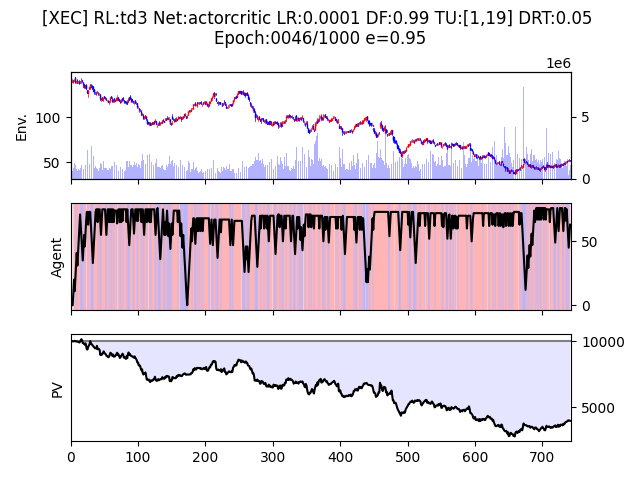 [XEC] RL:td3 Net:actorcritic LR:0.0001 DF:0.99 TU:[1,19] DRT:0.05
Epoch:0046/1000 e=0.95
1e6
Env.
100
50
5
0
Agent
50
0
PV
10000
5000
0 100 200 300 400 500 600 700